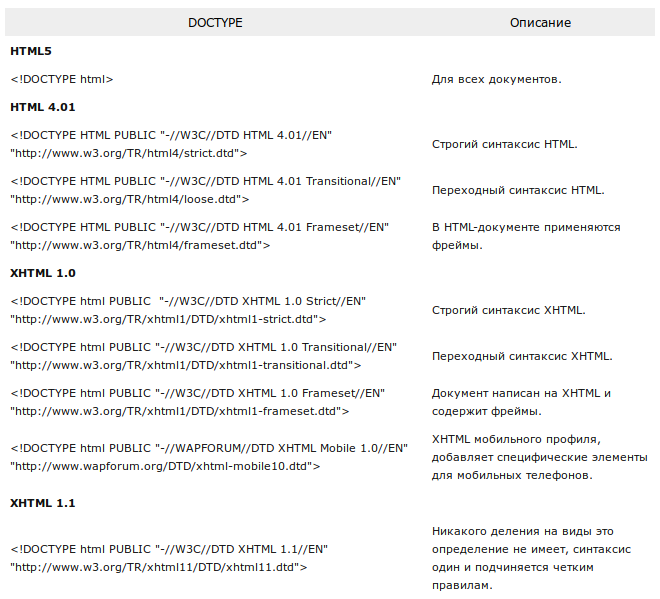 DOCTYPE Описание
HTML5
<!DOCTYPE html> Для всех документов.
HTML 4.01
<!DOCTYPE HTML PUBLIC "-//W3C//DTD HTML 4.01//EN"
"http://www.w3.org/TR/html4/strict.dtd">
Строгий синтаксис HTML.
<!DOCTYPE HTML PUBLIC "-//W3C//DTD HTML 4.01 Transitional//EN"
"http://www.w3.org/TR/html4/loose.dtd">
Переходный синтаксис HTML.
<!DOCTYPE HTML PUBLIC "-//W3C//DTD HTML 4.01 Frameset//EN"
"http://www.w3.org/TR/html4/frameset.dtd">
В HTML-документе применяются
фреймы.
XHTML 1.0
<!DOCTYPE html PUBLIC  "-//W3C//DTD XHTML 1.0 Strict//EN"
"http://www.w3.org/TR/xhtml1/DTD/xhtml1-strict.dtd">
Строгий синтаксис XHTML.
<!DOCTYPE html PUBLIC "-//W3C//DTD XHTML 1.0 Transitional//EN"
"http://www.w3.org/TR/xhtml1/DTD/xhtml1-transitional.dtd">
Переходный синтаксис XHTML.
<!DOCTYPE html PUBLIC "-//W3C//DTD XHTML 1.0 Frameset//EN"
"http://www.w3.org/TR/xhtml1/DTD/xhtml1-frameset.dtd">
Документ написан на XHTML и
содержит фреймы.
<!DOCTYPE html PUBLIC "-//WAPFORUM//DTD XHTML Mobile 1.0//EN"
"http://www.wapforum.org/DTD/xhtml-mobile10.dtd">
XHTML мобильного профиля,
добавляет специфические элементы
для мобильных телефонов.
XHTML 1.1
<!DOCTYPE html PUBLIC "-//W3C//DTD XHTML 1.1//EN"
"http://www.w3.org/TR/xhtml11/DTD/xhtml11.dtd">
Никакого деления на виды это
определение не имеет, синтаксис
один и подчиняется четким
правилам.